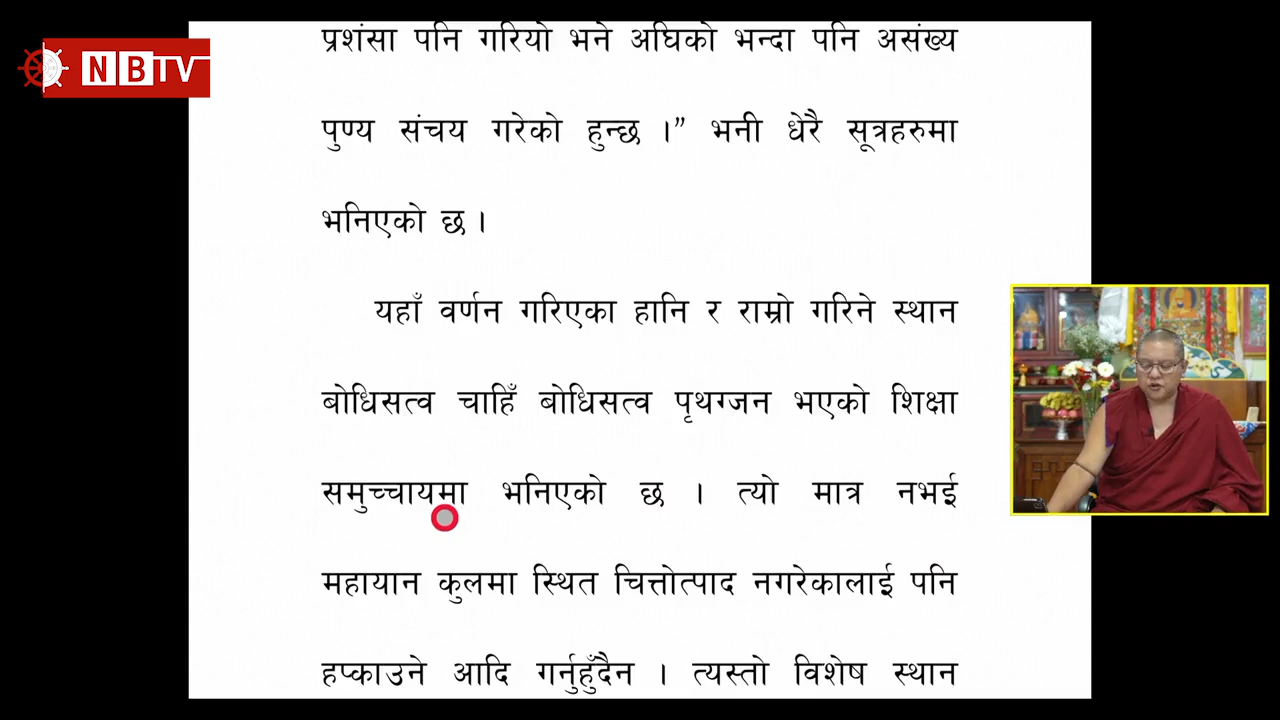 NBTV
प्रशंसा पनि गरियो भने अघिको भन्दा पनि असंख्य
पुण्य संचय गरेको हुन्छ ।” भनी धेरै सूत्रहरुमा
भनिएको छ ।
यहाँ वर्णन गरिएका हानि र राम्रो गरिने स्थान
बोधिसत्व चाहिँ बोधिसत्व पृथग्जन भएको शिक्षा
समुच्चायमा भनिएको छ । त्यो मात्र नभई
महायान कुलमा स्थित चित्तोत्पाद नगरेकालाई पनि
हप्काउने आदि गर्नुहुँदैन । त्यस्तो विशेष स्थान